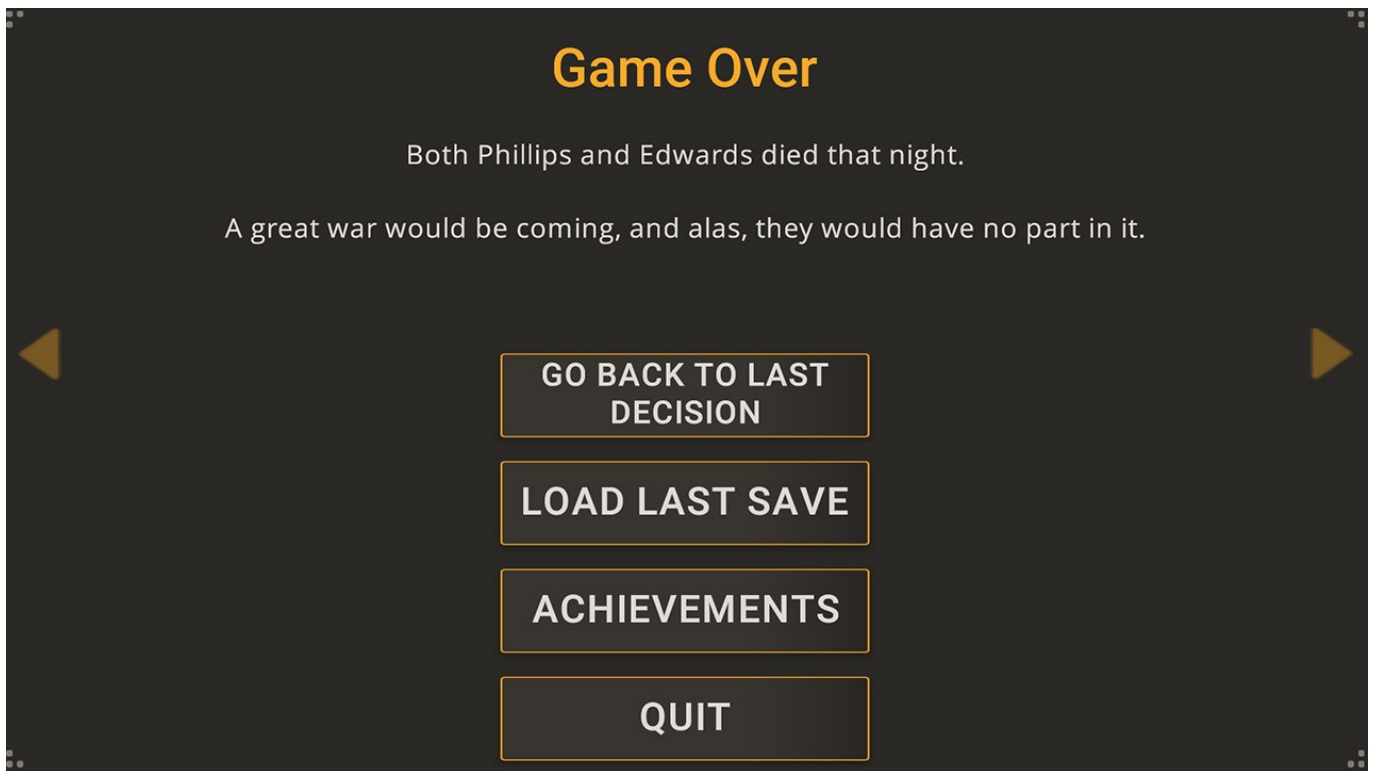 Game Over
Both Phillips and Edwards died that night.
A great war would be coming, and alas, they would have no part in it.
GO BACK TO LAST
DECISION
LOAD LAST SAVE
ACHIEVEMENTS
QUIT